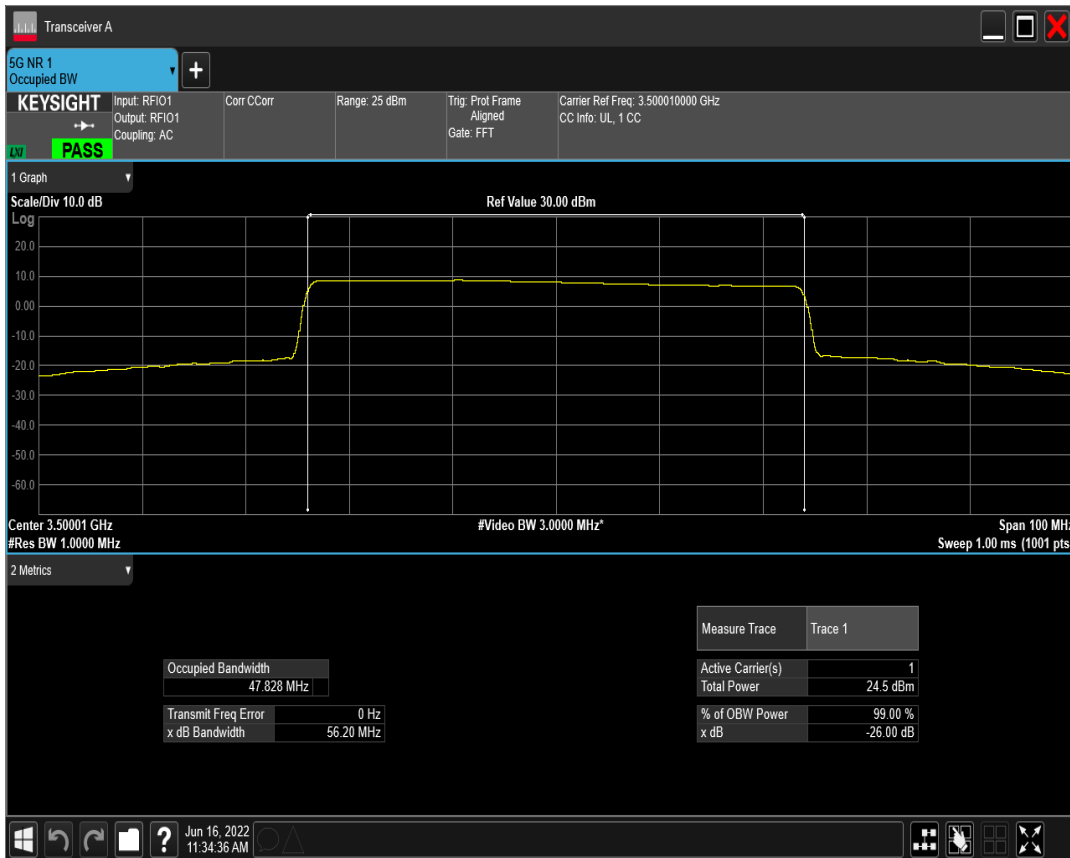 Transceiver A
5G NR 1
Occupied BW
+
KEYSIGHT
LXI
PASS
Input: RFIO1
Output: RFIO1
Coupling: AC
Corr CCorr
Range: 25 dBm
Trig: Prot Frame
Aligned
Gate: FFT
Carrier Ref Freq: 3.500010000 GHz
CC Info: UL, 1 CC
1 Graph
Scale/Div 10.0 dB
Ref Value 30.00 dBm
Log
20.0
10.0
0.00
-10.0
-20.0
-30.0
-40.0
-50.0
-60.0
Center 3.50001 GHz
#Video BW 3.0000 MHz*
Span 100 MHz
#Res BW 1.0000 MHz
Sweep 1.00 ms (1001 pts
2 Metrics
Measure Trace Trace 1
Occupied Bandwidth
47.828 MHz
Active Carrier(s) 1
Total Power 24.5 dBm
Transmit Freq Error 0 Hz
x dB Bandwidth 56.20 MHz
% of OBW Power 99.00 %
x dB -26.00 dB
?
Jun 16, 2022
11:34:36 AM